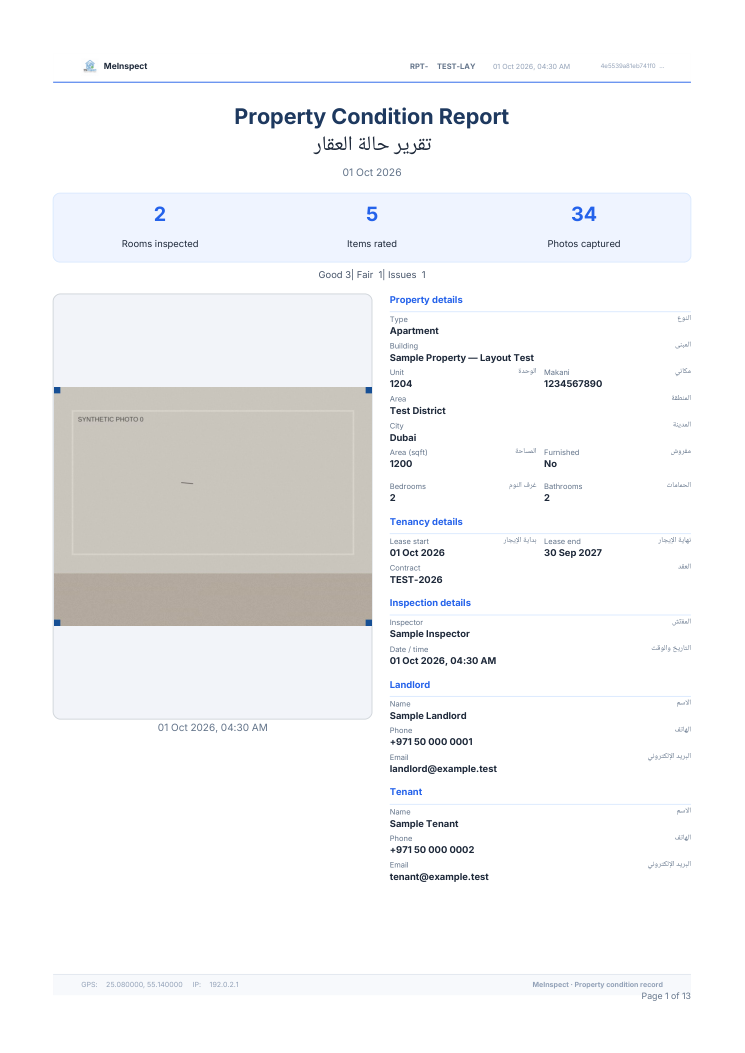 MeInspect
RPT- TEST-LAY 01 Oct 2026, 04:30 AM 4e5539a81eb741f0 ...
Property Condition Report
تقرير حالة العقار
01 Oct 2026
2 5 34
Rooms inspected Items rated Photos captured
Good 3| Fair 1| Issues 1
SYNTHETIC PHOTO 0
01 Oct 2026, 04:30 AM
Property details
Type النوع
Apartment
Building المبنى
Sample Property — Layout Test
Unit الوحدة Makani مكاني
1204 1234567890
Area المنطقة
Test District
City المدينة
Dubai
Area (sqft) المساحة Furnished مفروش
1200 No
Bedrooms غرف النوم Bathrooms الحمامات
2 2
Tenancy details
Lease start بداية الإيجار Lease end نهاية الإيجار
01 Oct 2026 30 Sep 2027
Contract العقد
TEST-2026
Inspection details
Inspector المفتش
Sample Inspector
Date / time التاريخ والوقت
01 Oct 2026, 04:30 AM
Landlord
Name الاسم
Sample Landlord
Phone الهاتف
+971 50 000 0001
Email البريد الإلكتروني
landlord@example.test
Tenant
Name الاسم
Sample Tenant
Phone الهاتف
+971 50 000 0002
Email البريد الإلكتروني
tenant@example.test
GPS: 25.080000, 55.140000 IP: 192.0.2.1 MeInspect · Property condition record
Page 1 of 13